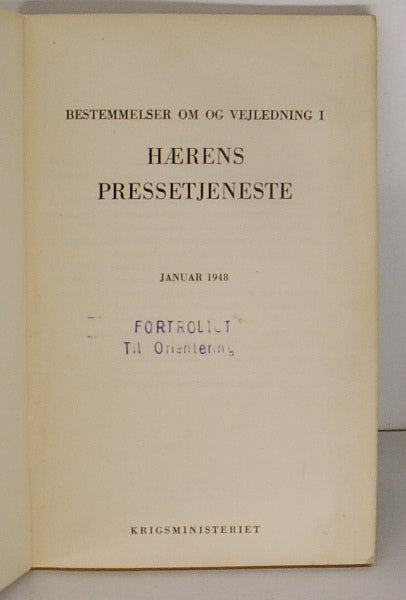 BESTEMMELSER OM OG VEJLEDNING I
HÆRENS
PRESSETJENESTE
JANUAR 1948
FORTROLIGT
Til Orientering
KRIGSMINISTERIET